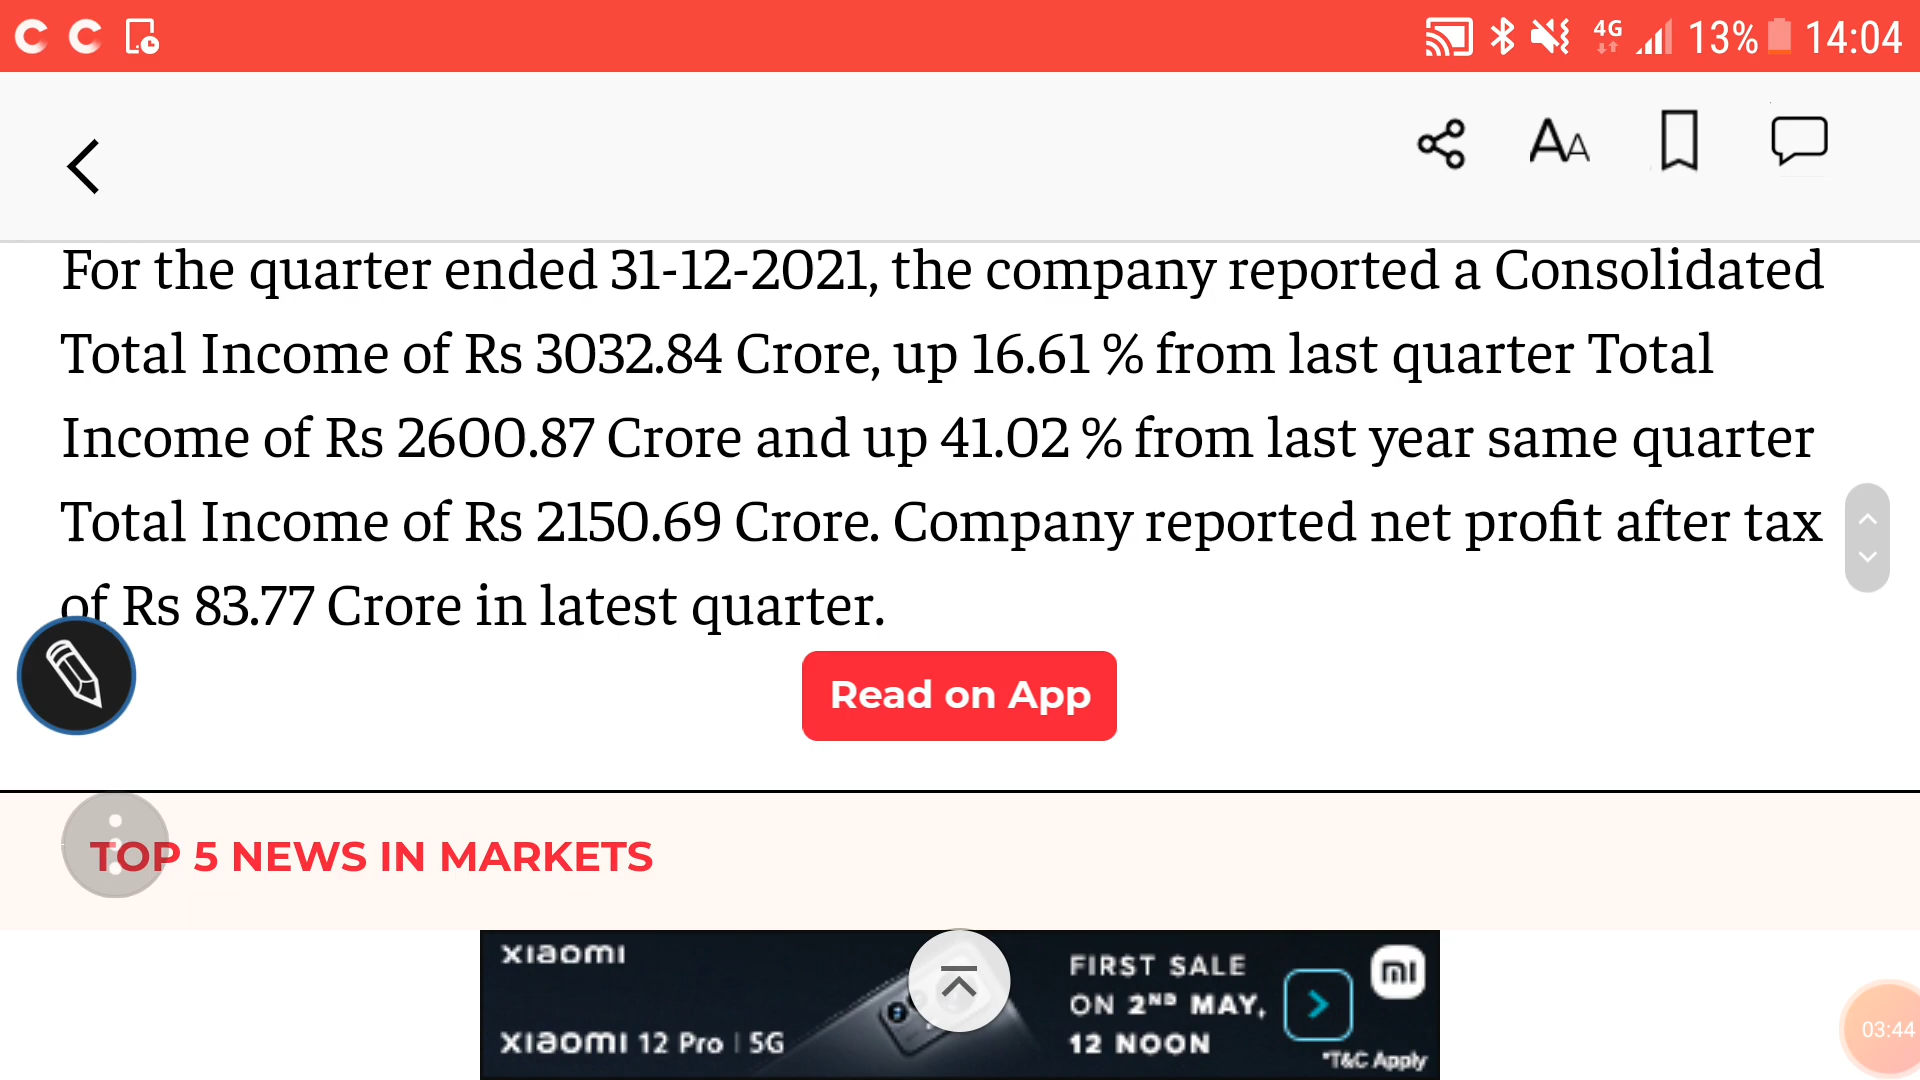 4G 13% 14:04
AA
For the quarter ended 31-12-2021, the company reported a Consolidated
Total Income of Rs 3032.84 Crore, up 16.61 % from last quarter Total
Income of Rs 2600.87 Crore and up 41.02 % from last year same quarter
Total Income of Rs 2150.69 Crore. Company reported net profit after tax
of Rs 83.77 Crore in latest quarter.
Read on App
TOP 5 NEWS IN MARKETS
xiaomi
XIAOMI 12 Pro | 5G
FIRST SALE
ON 2ND MAY,
12 NOON
*T&C Apply
mi
03:44